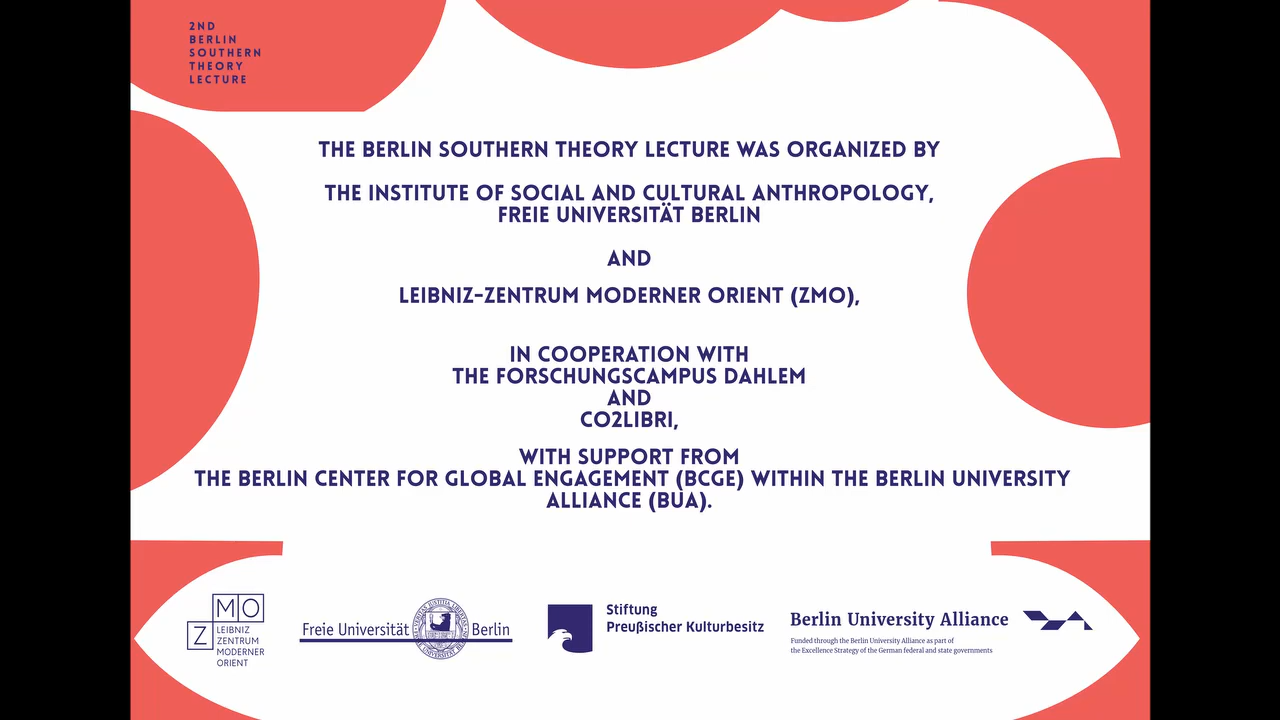 2ND
BERLIN
SOUTHERN
THEORY
LECTURE
THE BERLIN SOUTHERN THEORY LECTURE WAS ORGANIZED BY
THE INSTITUTE OF SOCIAL AND CULTURAL ANTHROPOLOGY,
FREIE UNIVERSITÄT BERLIN
AND
LEIBNIZ-ZENTRUM MODERNER ORIENT (ZMO),
IN COOPERATION WITH
THE FORSCHUNGSCAMPUS DAHLEM
AND
CO2LIBRI,
WITH SUPPORT FROM
THE BERLIN CENTER FOR GLOBAL ENGAGEMENT (BCGE) WITHIN THE BERLIN UNIVERSITY
ALLIANCE (BUA).
MO
Z
LEIBNIZ
ZENTRUM
MODERNER
ORIENT
Freie Universität Berlin
Stiftung
Preußischer Kulturbesitz
Berlin University Alliance
Funded through the Berlin University Alliance as part of
the Excellence Strategy of the German federal and state governments